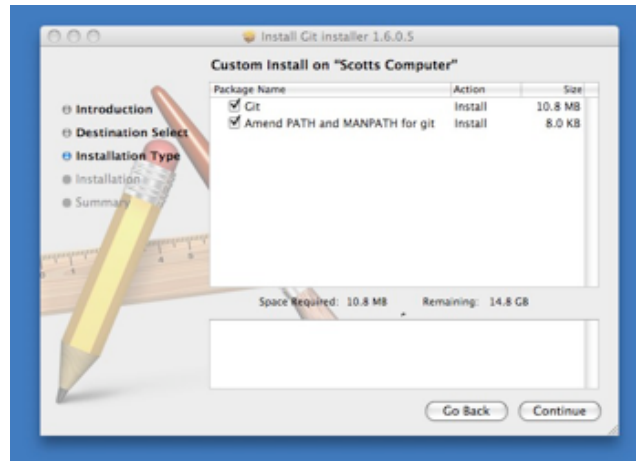 Install Git installer 1.6.0.5
Custom Install on "Scotts Computer"
Package Name Action Size
Git Install 10.8 MB
Amend PATH and MANPATH for git Install 8.0 KB
Introduction
Destination Select
Installation Type
Installation
Summary
Space Required: 10.8 MB Remaining: 14.8 GB
Go Back Continue